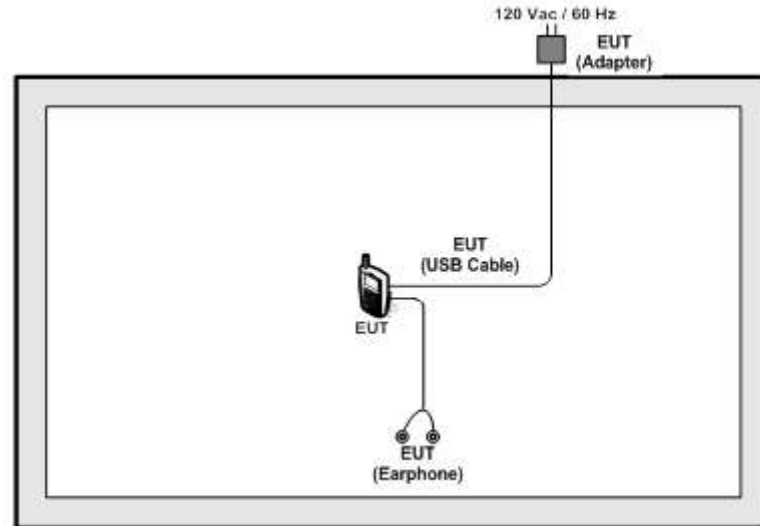 120 Vac / 60 Hz
EUT
(Adapter)
EUT
(USB Cable)
EUT
EUT
(Earphone)